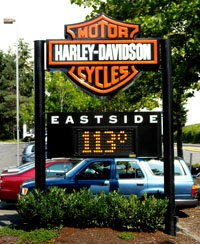 MOTOR
HARLEY-DAVIDSON
CYCLES
EASTSIDE
113°